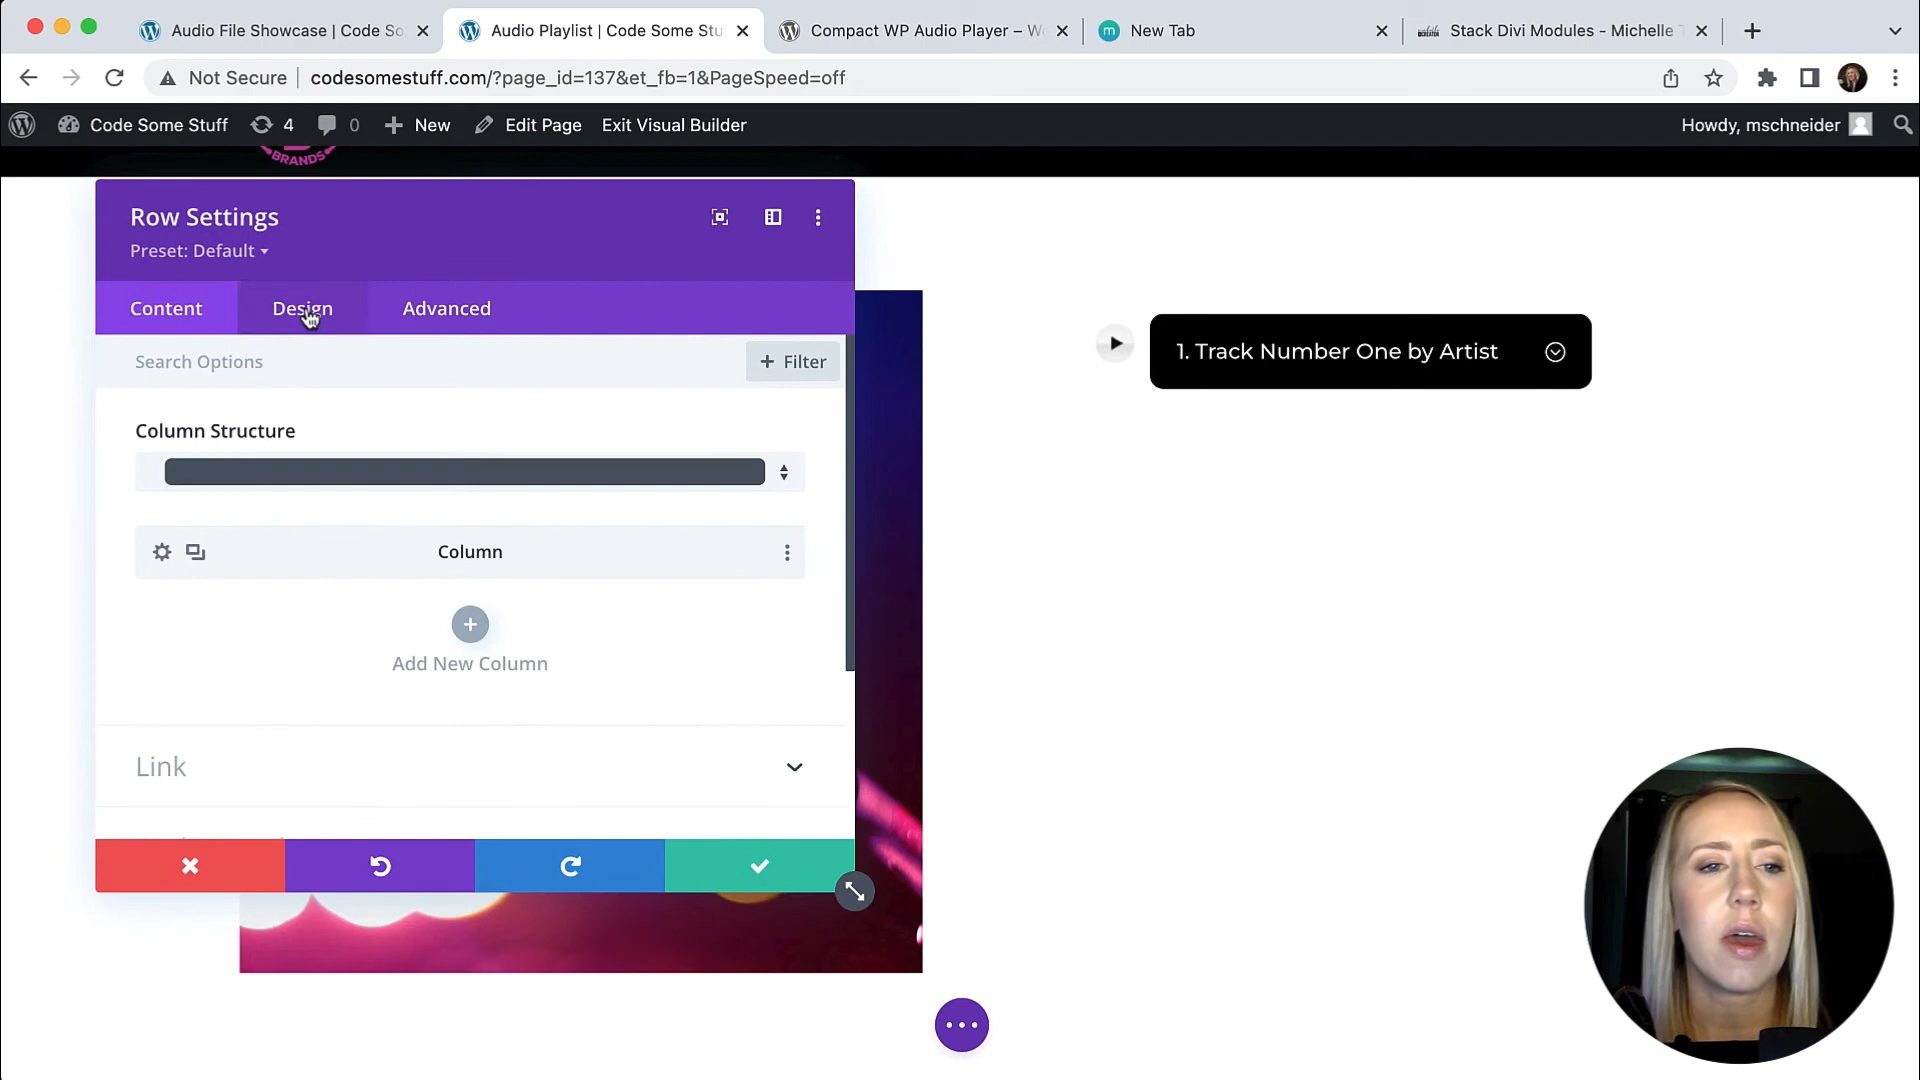 Audio File Showcase | Code So
Audio Playlist | Code Some Stu
Compact WP Audio Player – W
New Tab
Stack Divi Modules - Michelle
Not Secure
codesomestuff.com/?page_id=137&et_fb=1&PageSpeed=off
Code Some Stuff
4
0
New
Edit Page
Exit Visual Builder
Howdy, mschneider
BRANDS
Row Settings
Preset: Default
Content
Design
Advanced
Search Options
+ Filter
1. Track Number One by Artist
Column Structure
Column
Add New Column
Link